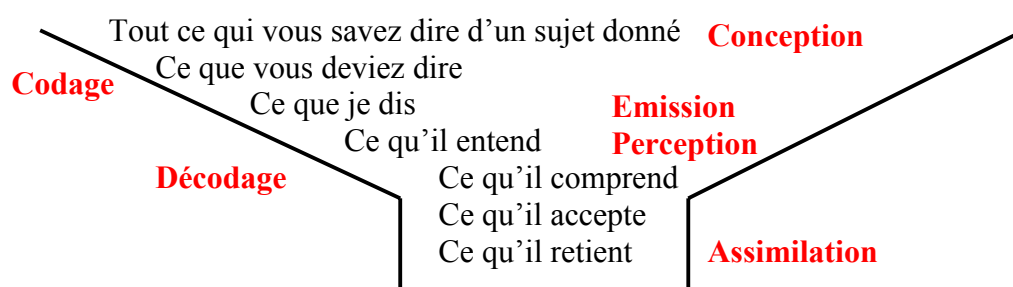 Tout ce qui vous savez dire d’un sujet donné Conception
Ce que vous deviez dire
Codage
Ce que je dis Emission
Ce qu’il entend Perception
Décodage Ce qu’il comprend
Ce qu’il accepte
Ce qu’il retient Assimilation